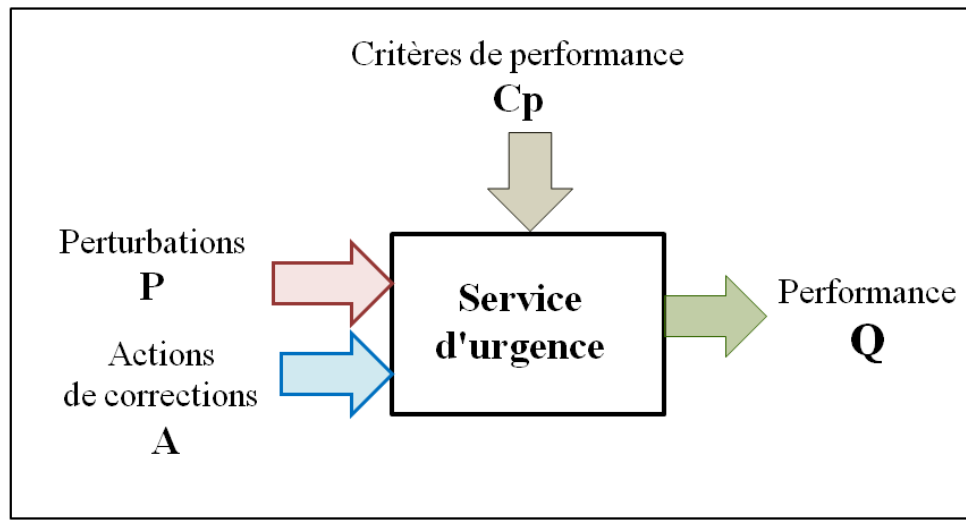 Critères de performance
Cp
Perturbations
P
Actions
de corrections
A
Service
d'urgence
Performance
Q